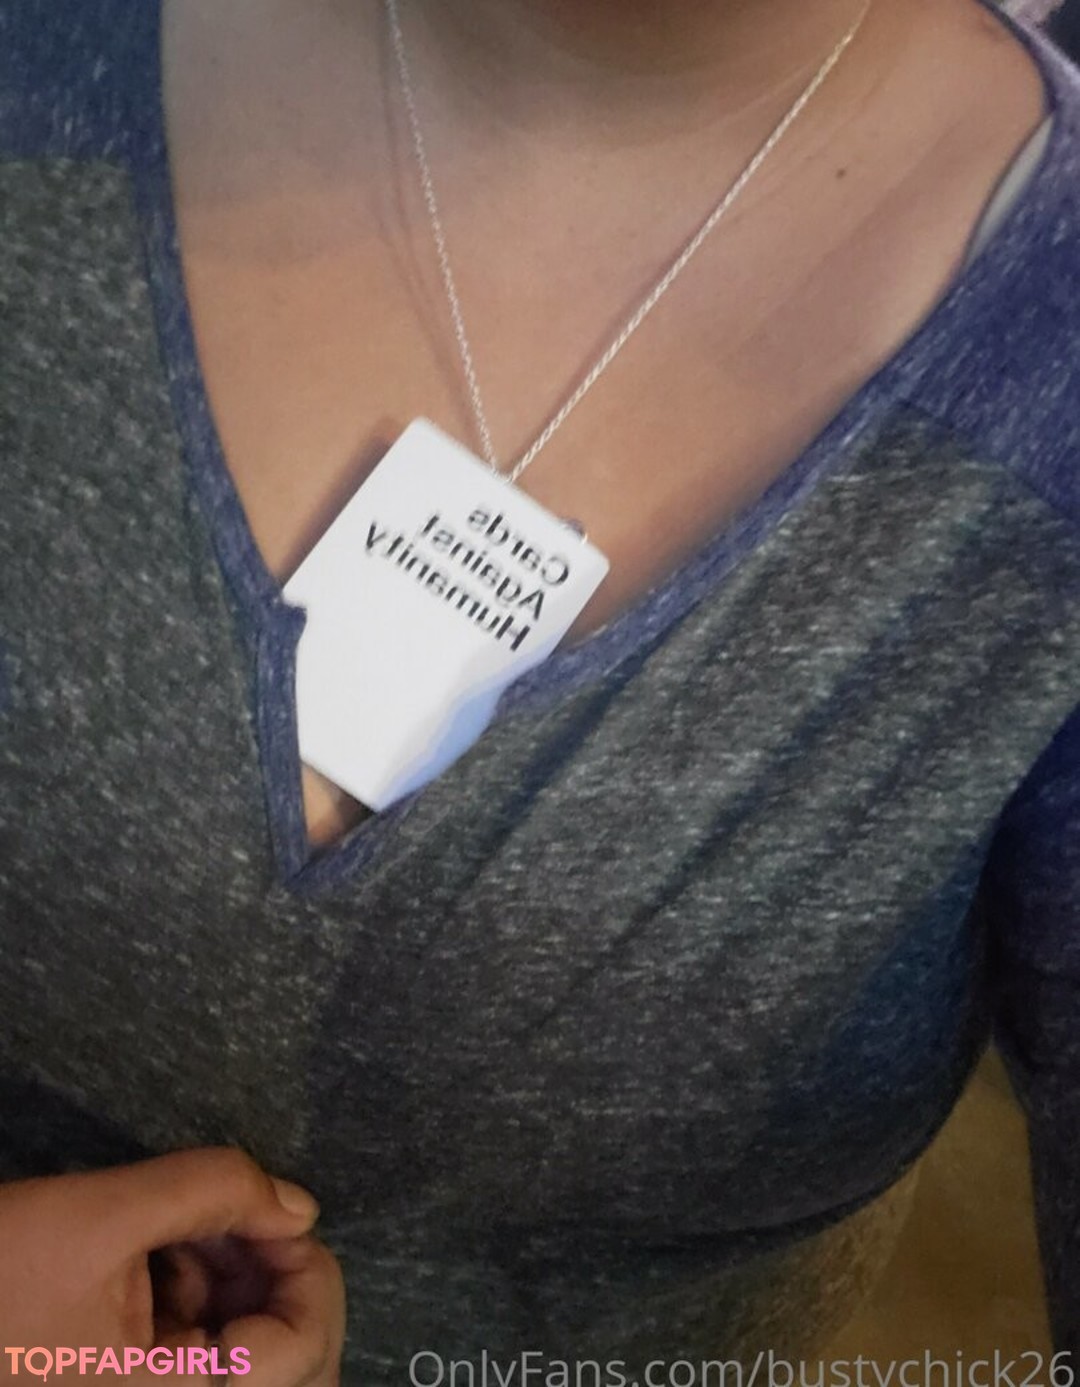 Cards
Against
Humanity
TOPFAPGIRLS
OnlyFans.com/bustychick26